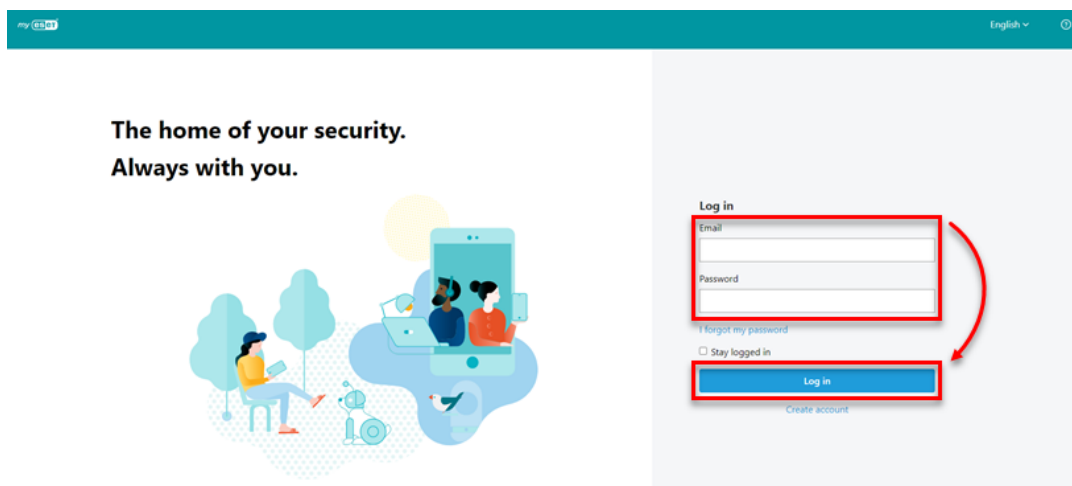 my eset
English
The home of your security.
Always with you.
Log in
Email
Password
I forgot my password
Stay logged in
Log in
Create account